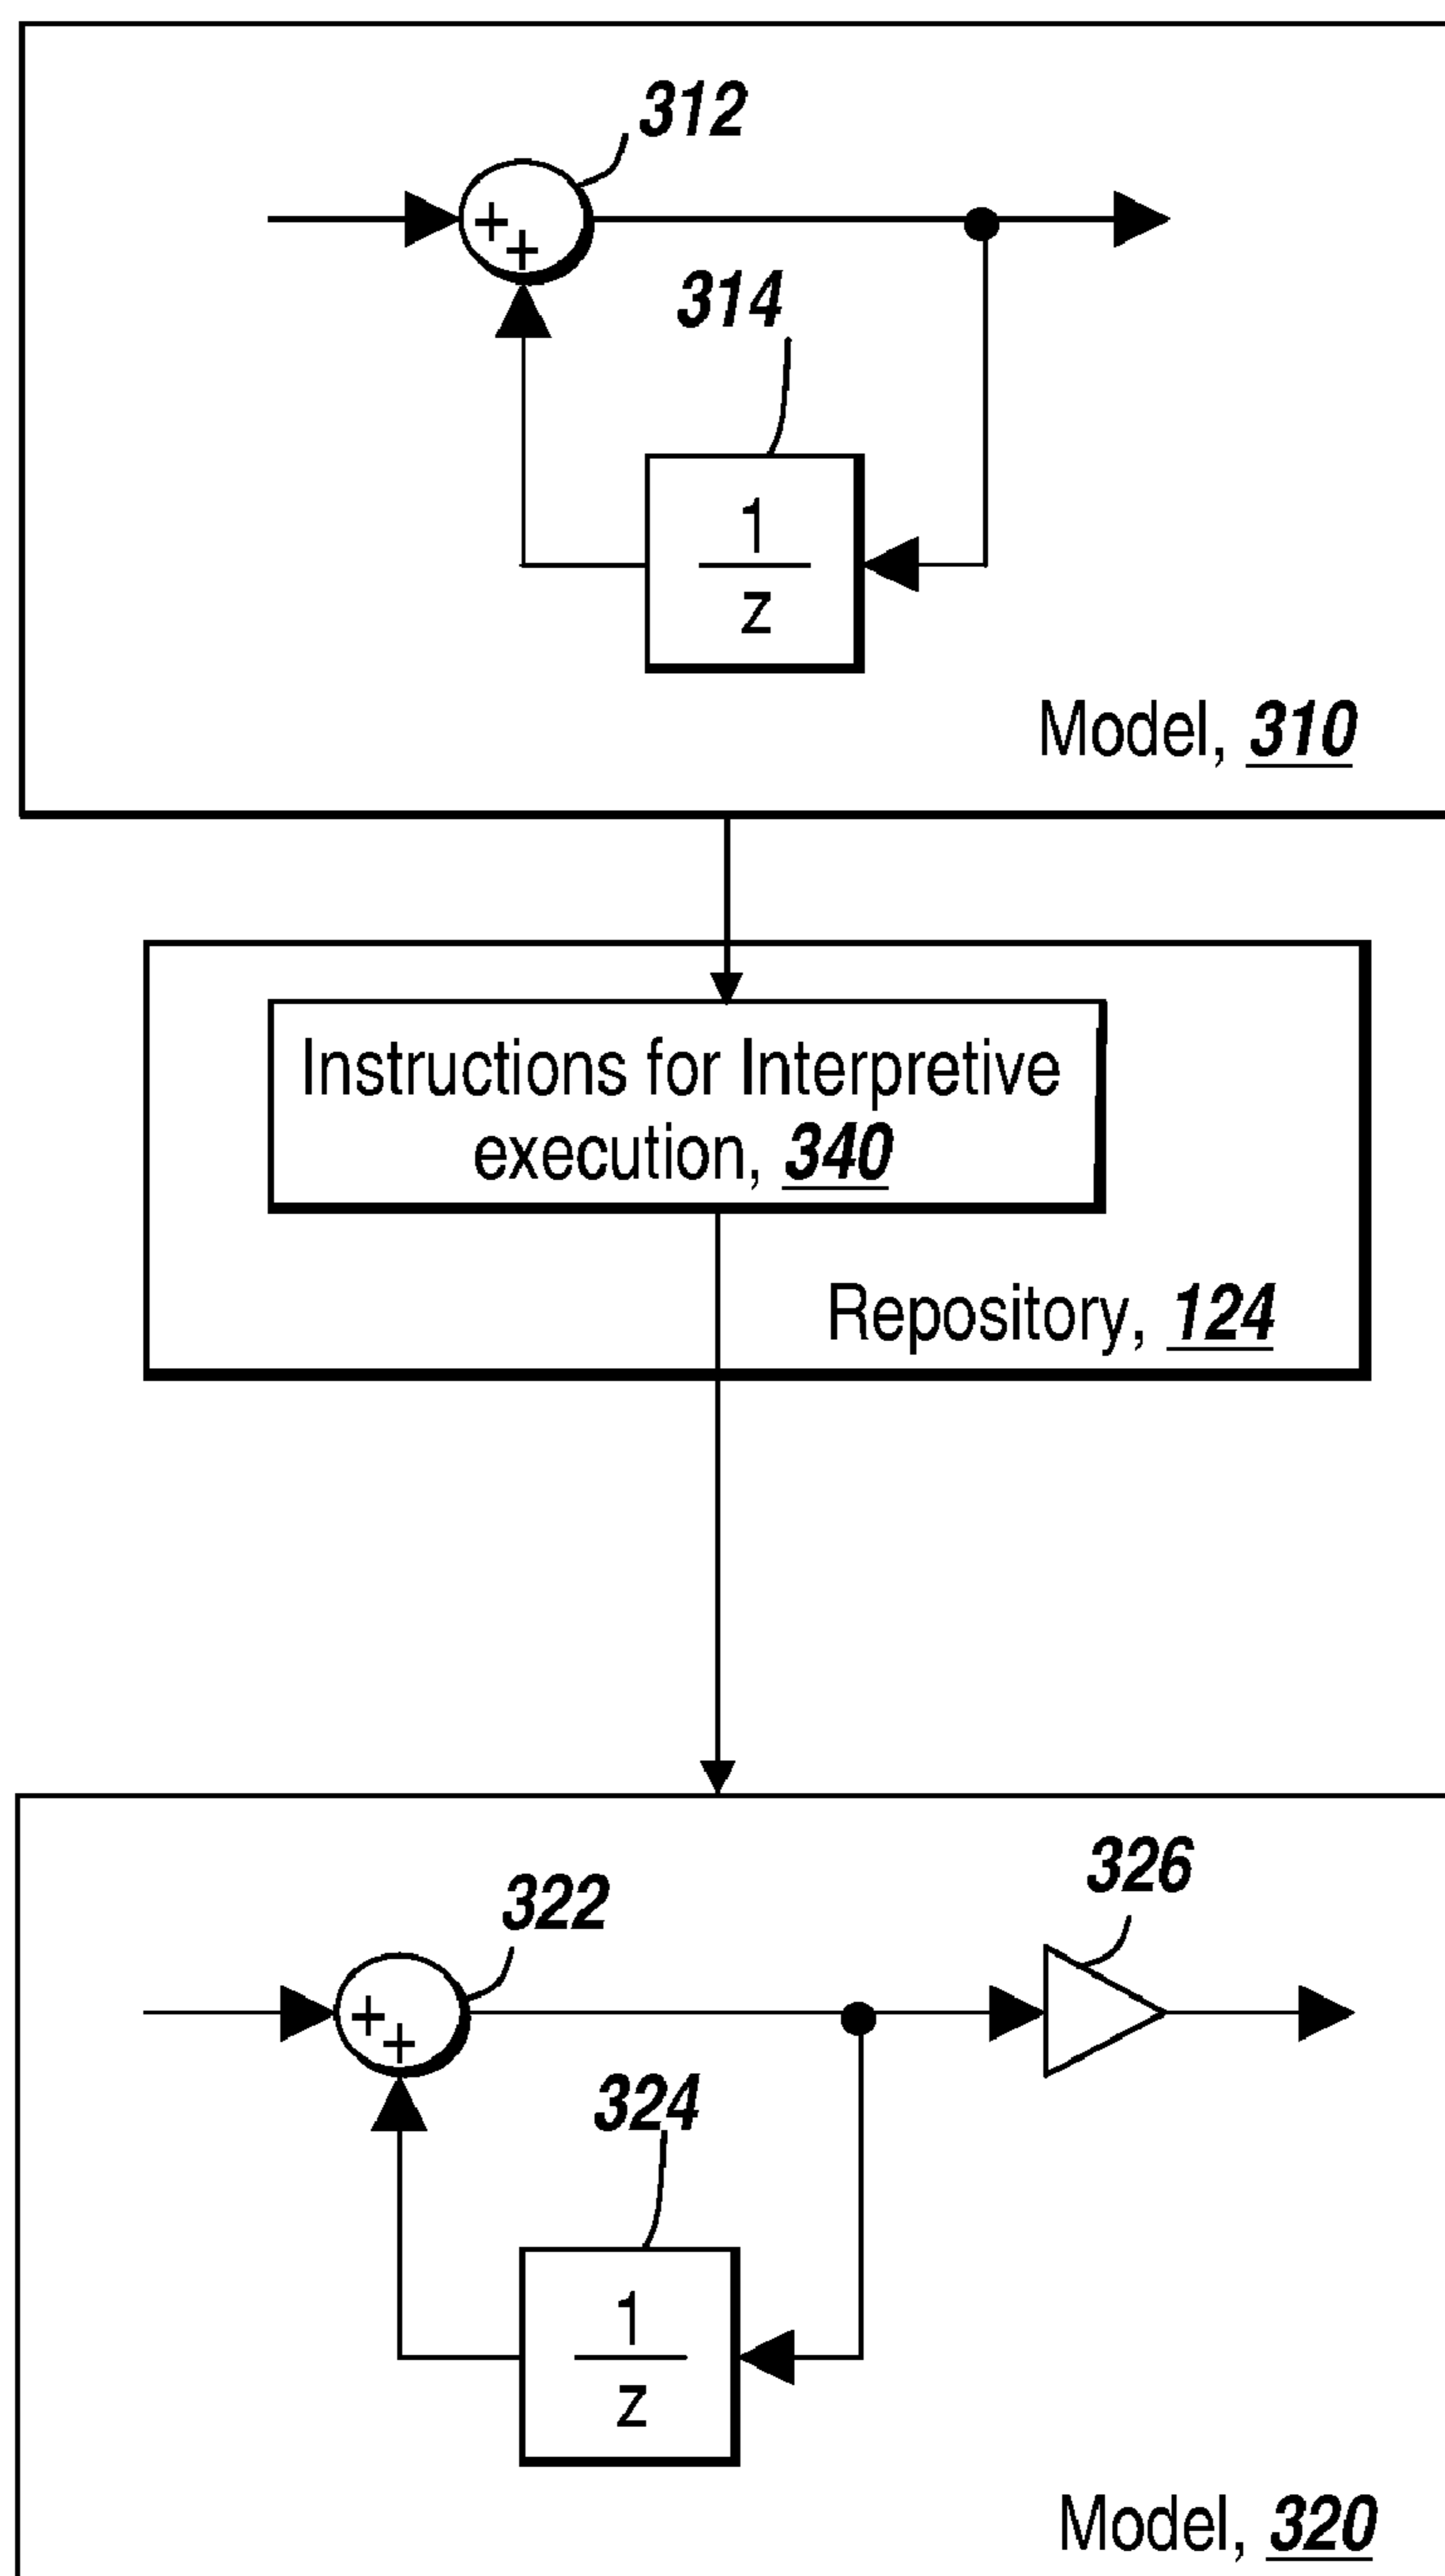 312
+
+
314
1
z
Model, 310
Instructions for Interpretive
execution, 340
Repository, 124
326
322
+
+
324
1
z
Model, 320